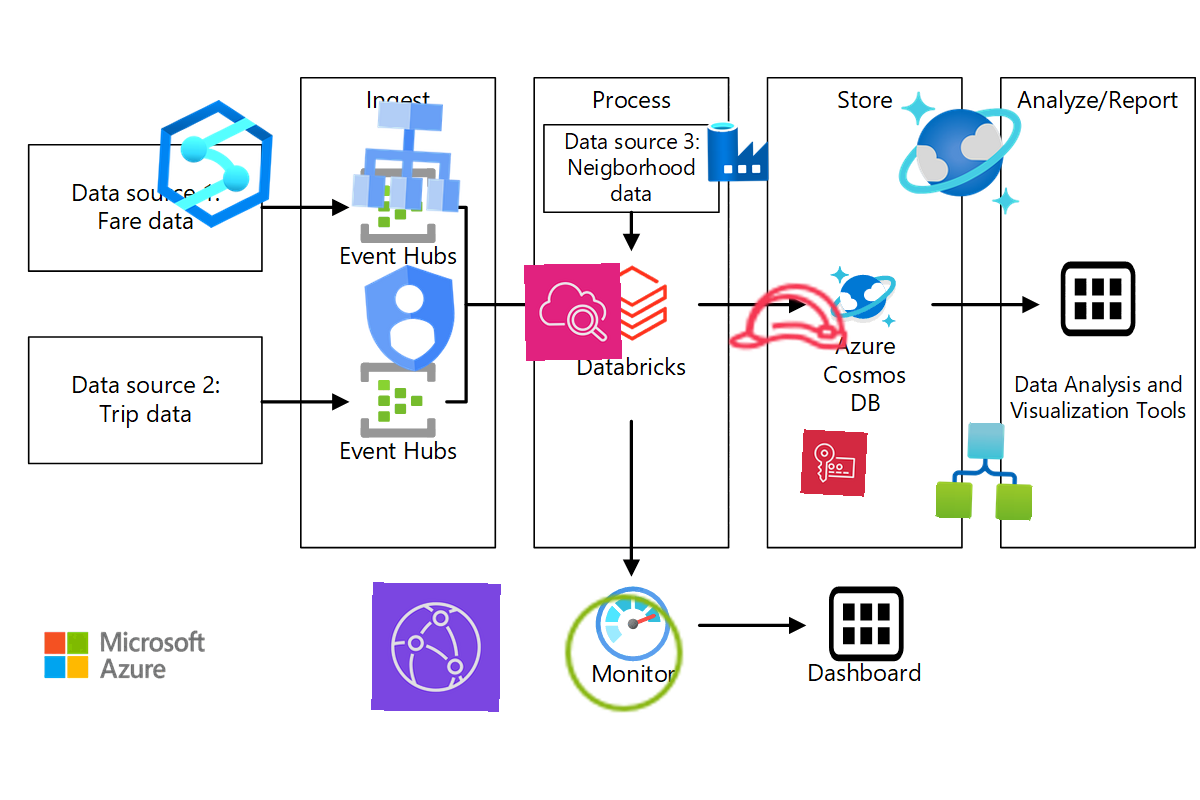 Ingest
Process
Store
Analyze/Report
Data source 1:
Fare data
Data source 3:
Neigborhood
data
Event Hubs
Databricks
Azure
Cosmos
DB
Data Analysis and
Visualization Tools
Data source 2:
Trip data
Event Hubs
Microsoft
Azure
Monitor
Dashboard